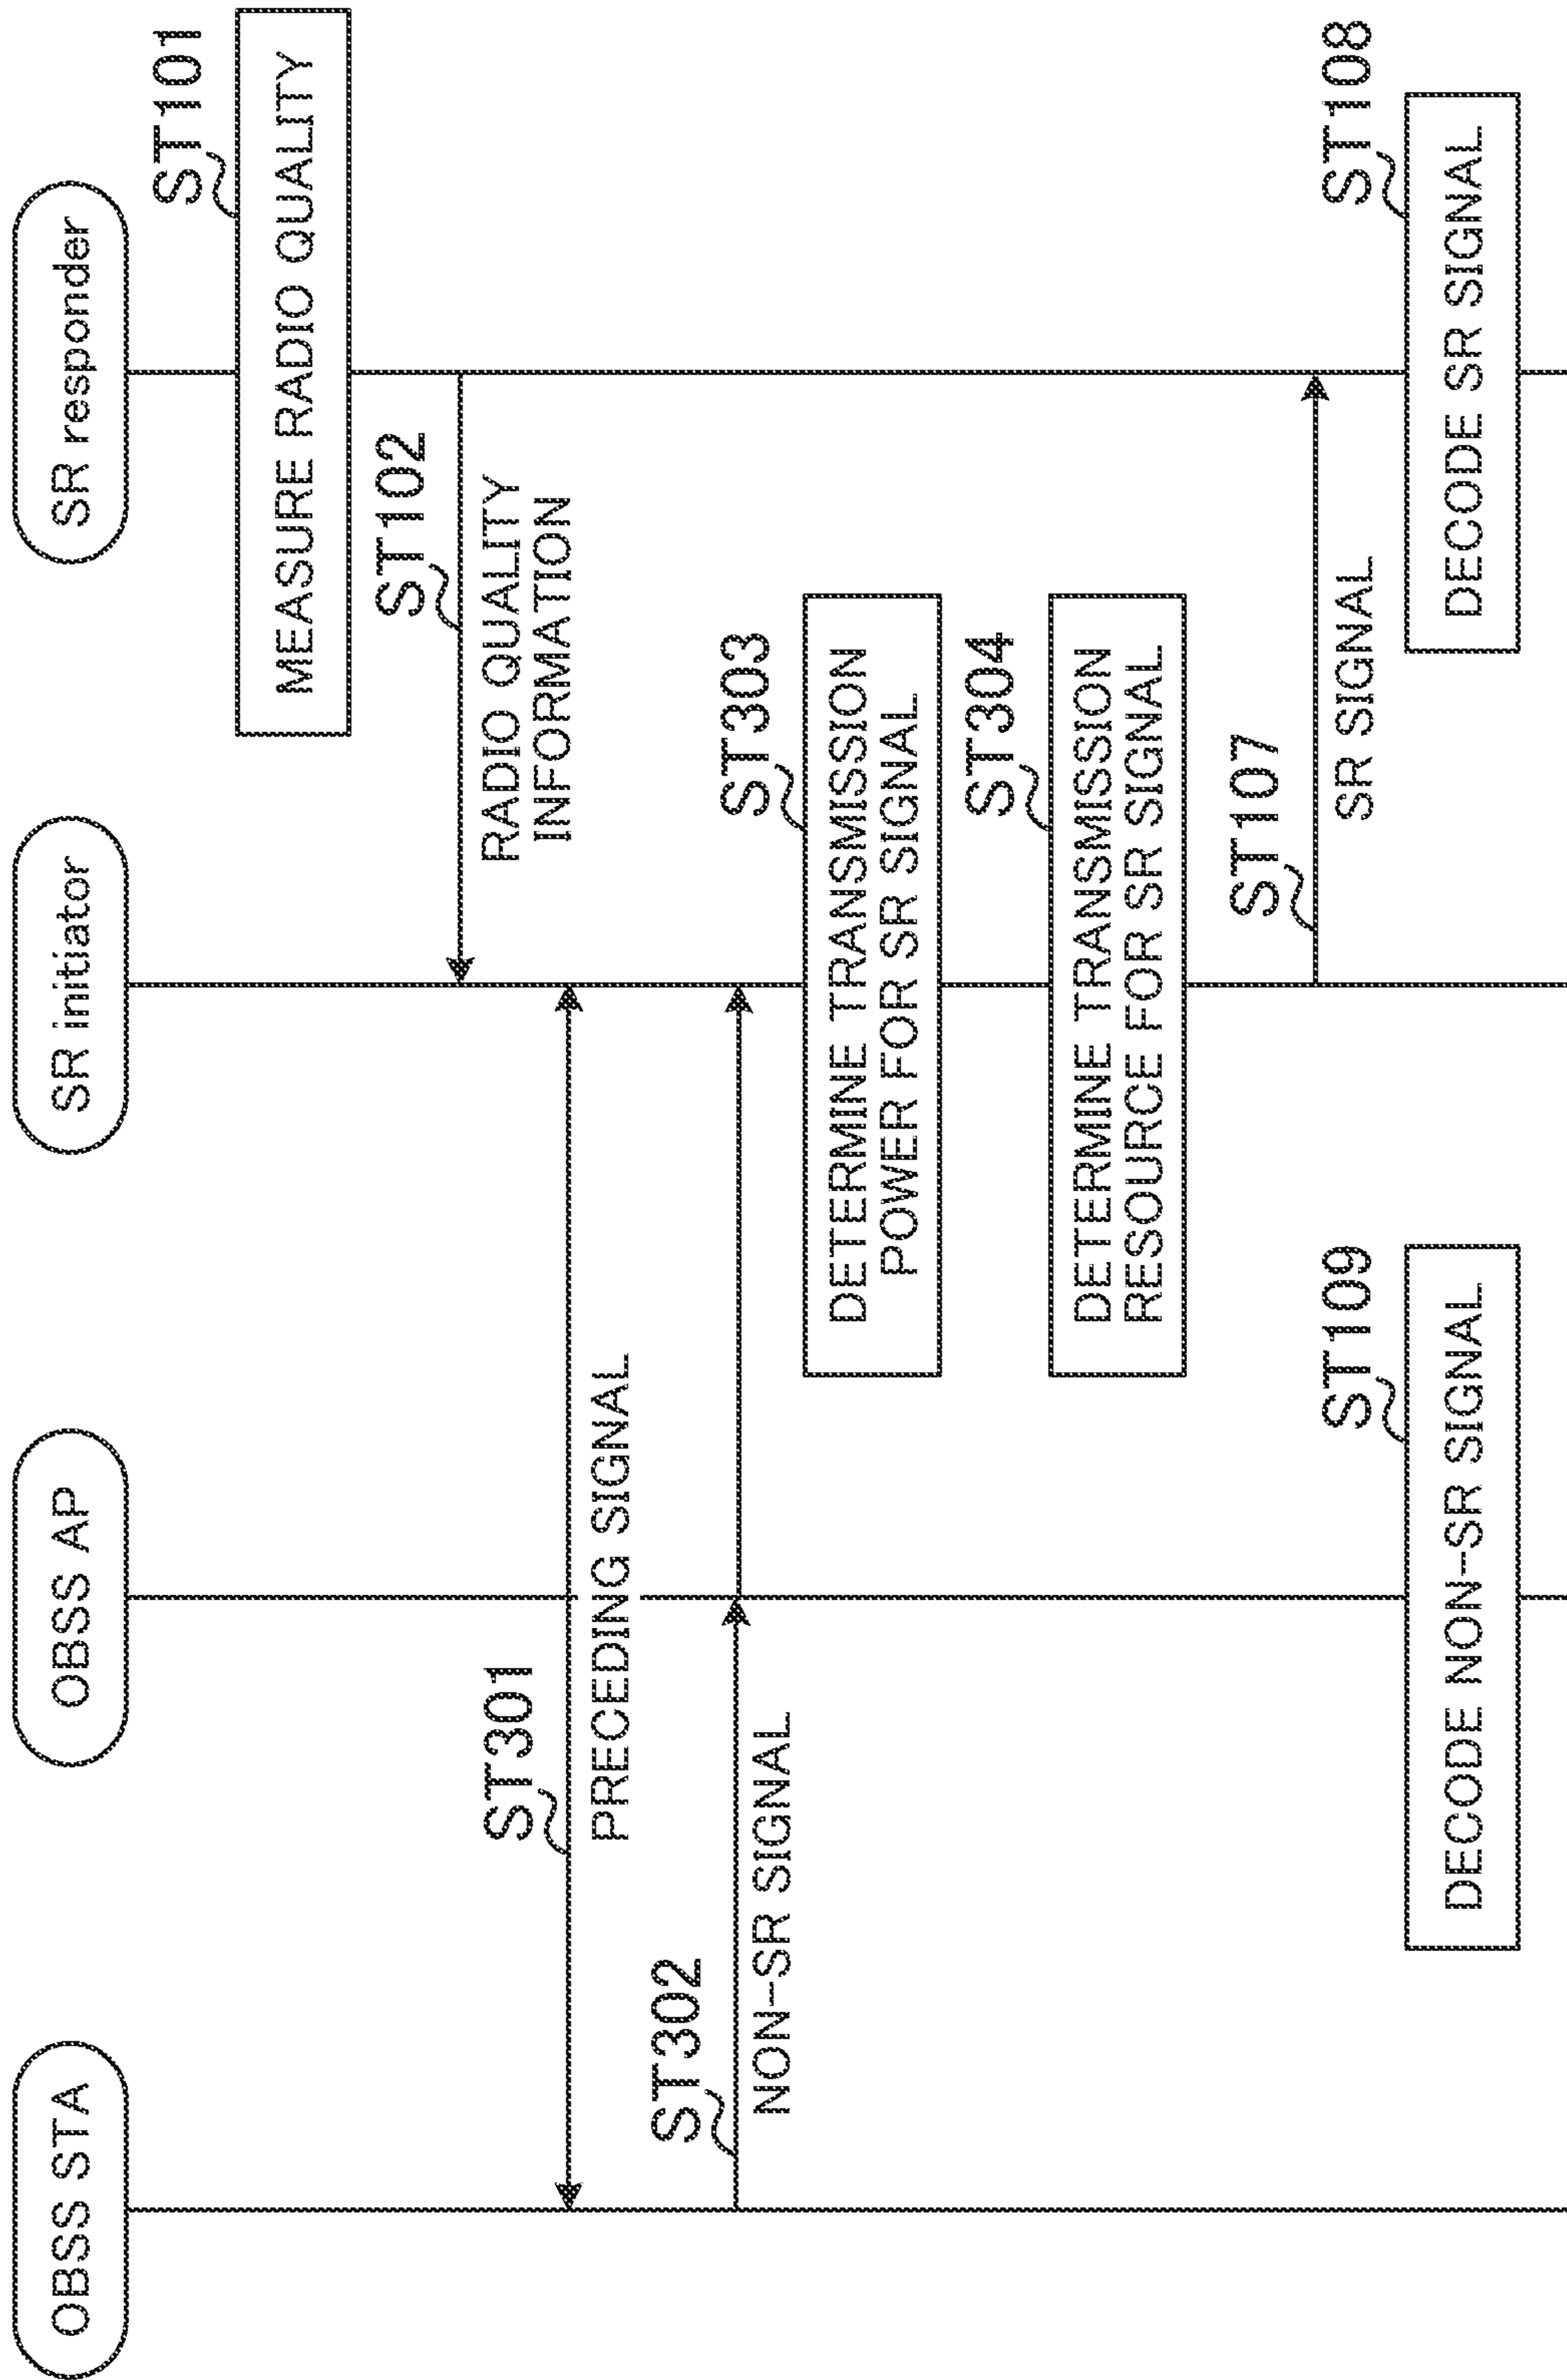 OBSS STA
OBSS AP
SR initiator
SR responder
ST101
MEASURE RADIO QUALITY
ST102
RADIO QUALITY
INFORMATION
ST301
PRECEDING SIGNAL
ST302
NON-SR SIGNAL
ST303
DETERMINE TRANSMISSION
POWER FOR SR SIGNAL
ST304
DETERMINE TRANSMISSION
RESOURCE FOR SR SIGNAL
ST107
SR SIGNAL
ST109
DECODE NON-SR SIGNAL
ST108
DECODE SR SIGNAL